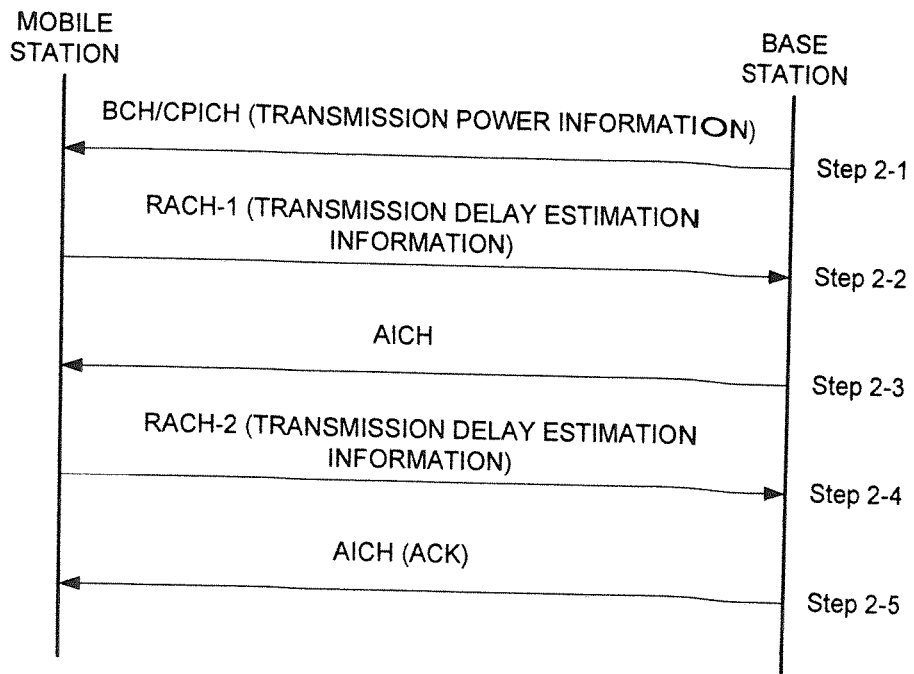 MOBILE
STATION
BASE
STATION
BCH/CPICH (TRANSMISSION POWER INFORMATION)
Step 2-1
RACH-1 (TRANSMISSION DELAY ESTIMATION
INFORMATION)
Step 2-2
AICH
Step 2-3
RACH-2 (TRANSMISSION DELAY ESTIMATION
INFORMATION)
Step 2-4
AICH (ACK)
Step 2-5